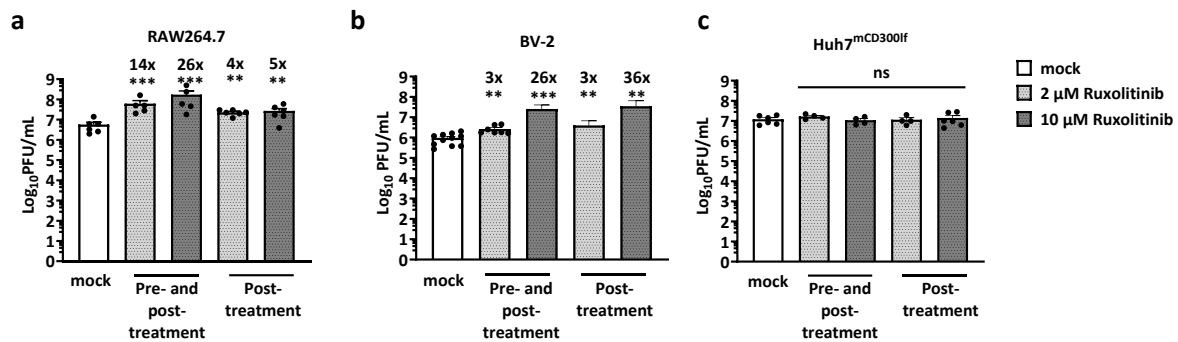 a
RAW264.7
14x 26x 4x 5x
*** *** ** **
Log10PFU/mL
9
8
7
6
5
4
3
2
1
0
mock
Pre- and
post-
treatment
Post-
treatment
b
BV-2
3x 26x 3x 36x
** *** ** **
Log10PFU/mL
9
8
7
6
5
4
3
2
1
0
mock
Pre- and
post-
treatment
Post-
treatment
c
Huh7mCD300lf
ns
Log10PFU/mL
9
8
7
6
5
4
3
2
1
0
mock
Pre- and
post-
treatment
Post-
treatment
mock
2 µM Ruxolitinib
10 µM Ruxolitinib